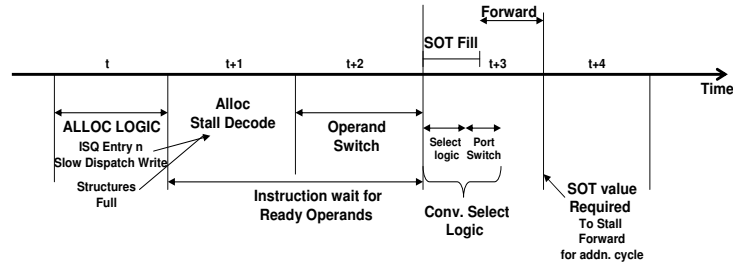 Forward
SOT Fill
t
t+1
t+2
t+3
t+4
Time
ALLOC LOGIC
ISQ Entry n
Slow Dispatch Write
Structures
Full
Alloc
Stall Decode
Operand
Switch
Select
logic
Port
Switch
Instruction wait for
Ready Operands
Conv. Select
Logic
SOT value
Required
To Stall
Forward
for addn. cycle